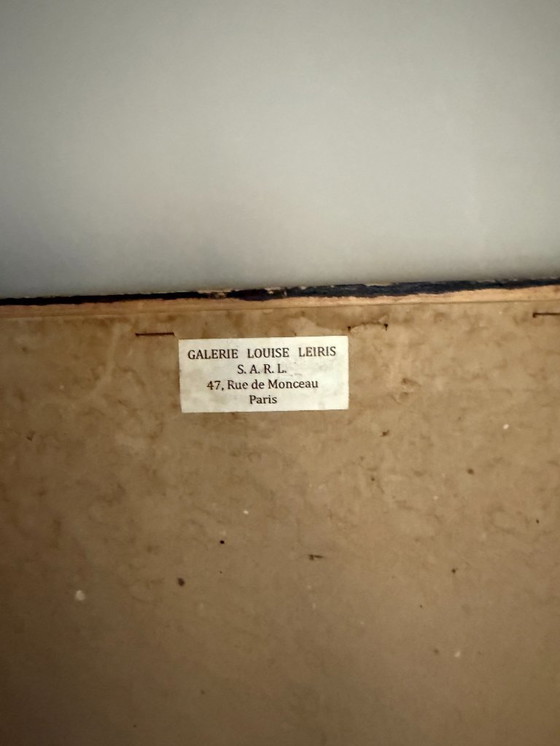 GALERIE LOUISE LEIRIS
S. A. R. L.
47, Rue de Monceau
Paris